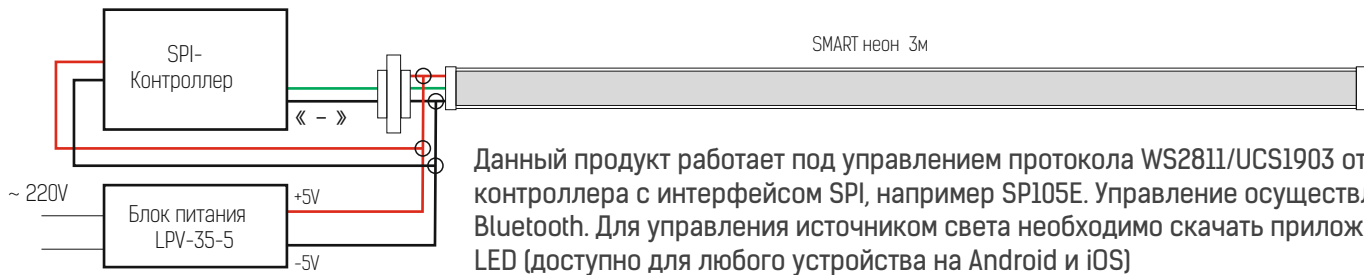 SMART неон 3м
SPI-
Контроллер
« - »
~ 220V
Блок питания
LPV-35-5
+5V
-5V
Данный продукт работает под управлением протокола WS2811/UCS1903 от
контроллера с интерфейсом SPI, например SP105E. Управление
Bluetooth. Для управления источником света необходимо скачать
LED (доступно для любого устройства на Android и iOS)